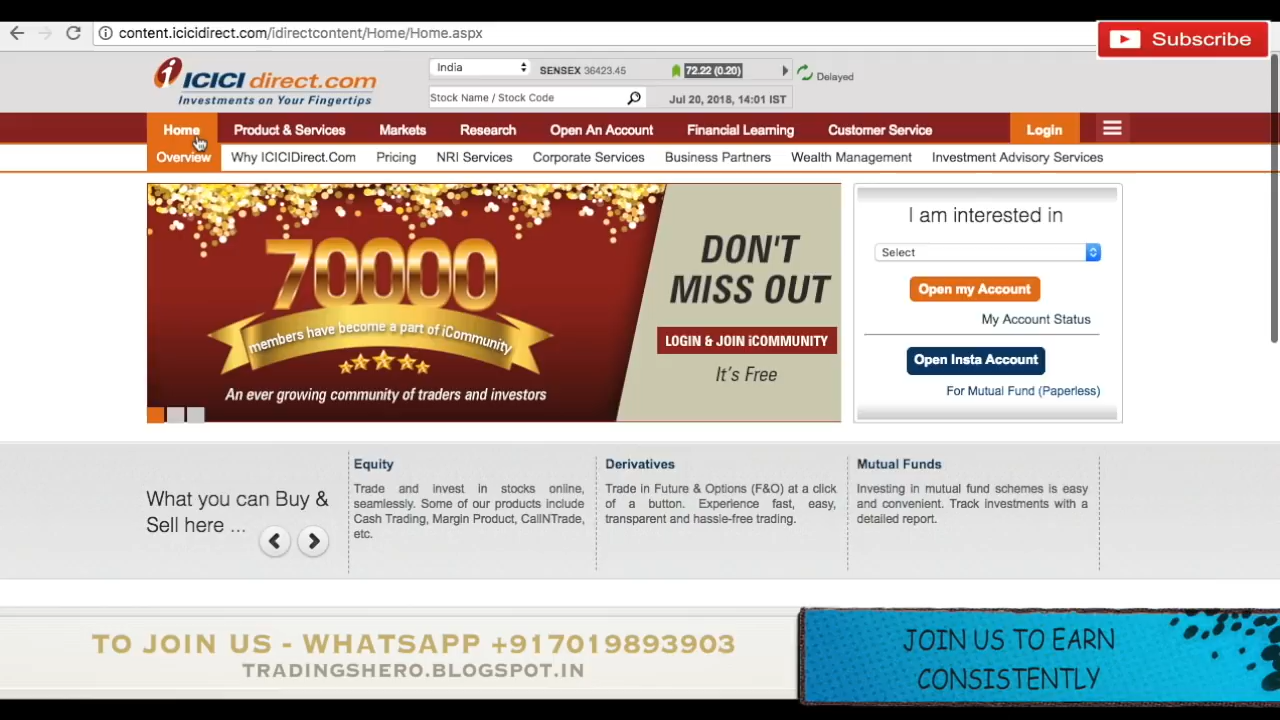 content.icicidirect.com/idirectcontent/Home/Home.aspx
Subscribe
ICICI direct.com
Investments on Your Fingertips
India
SENSEX 36423.45
72.22 (0.20)
Delayed
Stock Name / Stock Code
Jul 20, 2018, 14:01 IST
Home
Product & Services
Markets
Research
Open An Account
Financial Learning
Customer Service
Login
Overview
Why ICICIDirect.Com
Pricing
NRI Services
Corporate Services
Business Partners
Wealth Management
Investment Advisory Services
70000
members have become a part of iCommunity
An ever growing community of traders and investors
DON'T
MISS OUT
LOGIN & JOIN iCOMMUNITY
It's Free
I am interested in
Select
Open my Account
My Account Status
Open Insta Account
For Mutual Fund (Paperless)
What you can Buy &
Sell here ...
Equity
Trade and invest in stocks online,
seamlessly. Some of our products include
Cash Trading, Margin Product, CallNTrade,
etc.
Derivatives
Trade in Future & Options (F&O) at a click
of a button. Experience fast, easy,
transparent and hassle-free trading.
Mutual Funds
Investing in mutual fund schemes is easy
and convenient. Track investments with a
detailed report.
TO JOIN US - WHATSAPP +917019893903
TRADINGSHERO.BLOGSPOT.IN
JOIN US TO EARN
CONSISTENTLY